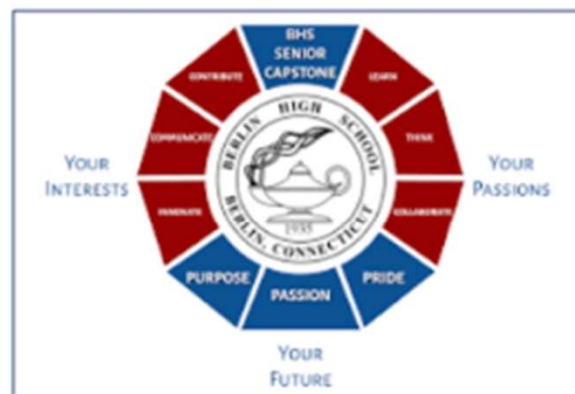 BHS
SENIOR
CAPSTONE
CONTRIBUTE
LEARN
COMMUNICATE
THINK
INNOVATE
COLLABORATE
PURPOSE
PASSION
PRIDE
BERLIN HIGH SCHOOL
BERLIN, CONNECTICUT
1935
YOUR
INTERESTS
YOUR
PASSIONS
YOUR
FUTURE